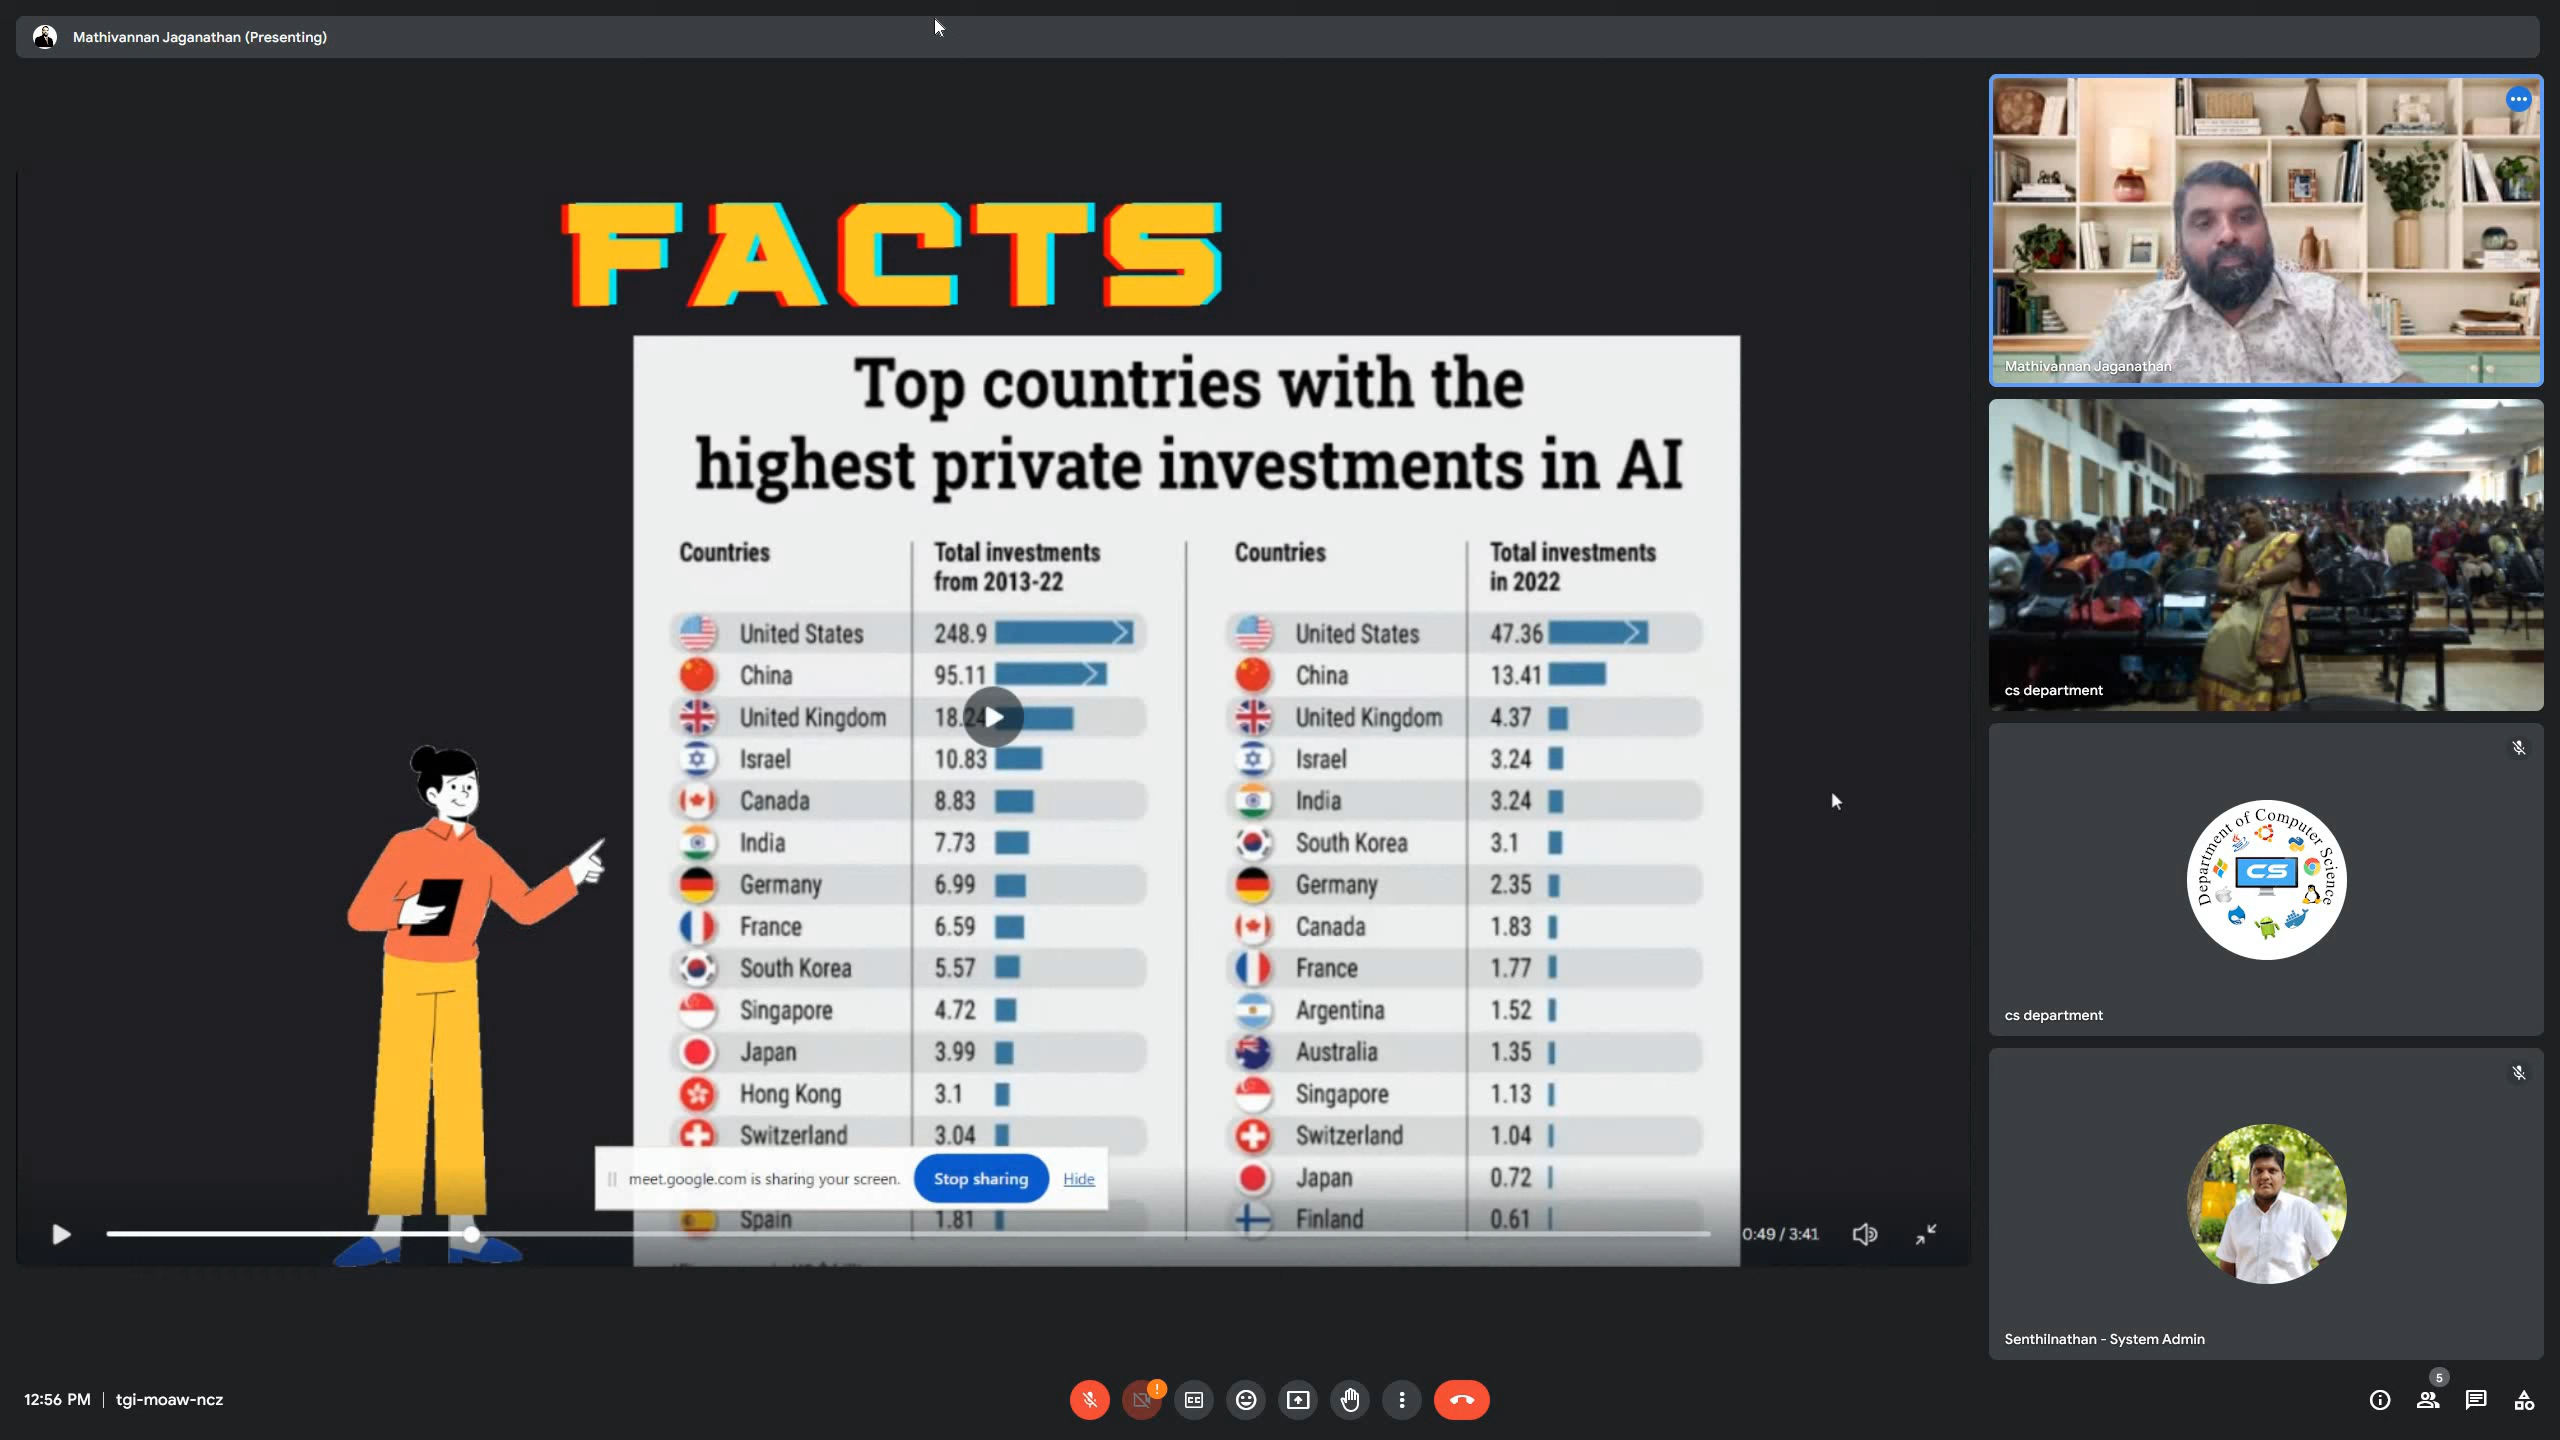 Mathivannan Jaganathan (Presenting)
FACTS
Top countries with the
highest private investments in AI
Countries
Total investments
from 2013-22
United States 248.9
China 95.11
United Kingdom 18.24
Israel 10.83
Canada 8.83
India 7.73
Germany 6.99
France 6.59
South Korea 5.57
Singapore 4.72
Japan 3.99
Hong Kong 3.1
Switzerland 3.04
Spain 1.81
Countries
Total investments
in 2022
United States 47.36
China 13.41
United Kingdom 4.37
Israel 3.24
India 3.24
South Korea 3.1
Germany 2.35
Canada 1.83
France 1.77
Argentina 1.52
Australia 1.35
Singapore 1.13
Switzerland 1.04
Japan 0.72
Finland 0.61
meet.google.com is sharing your screen. Stop sharing Hide
0:49 / 3:41
Mathivannan Jaganathan
cs department
Department of Computer Science
CS
cs department
Senthilnathan - System Admin
12:56 PM | tgi-moaw-ncz
5